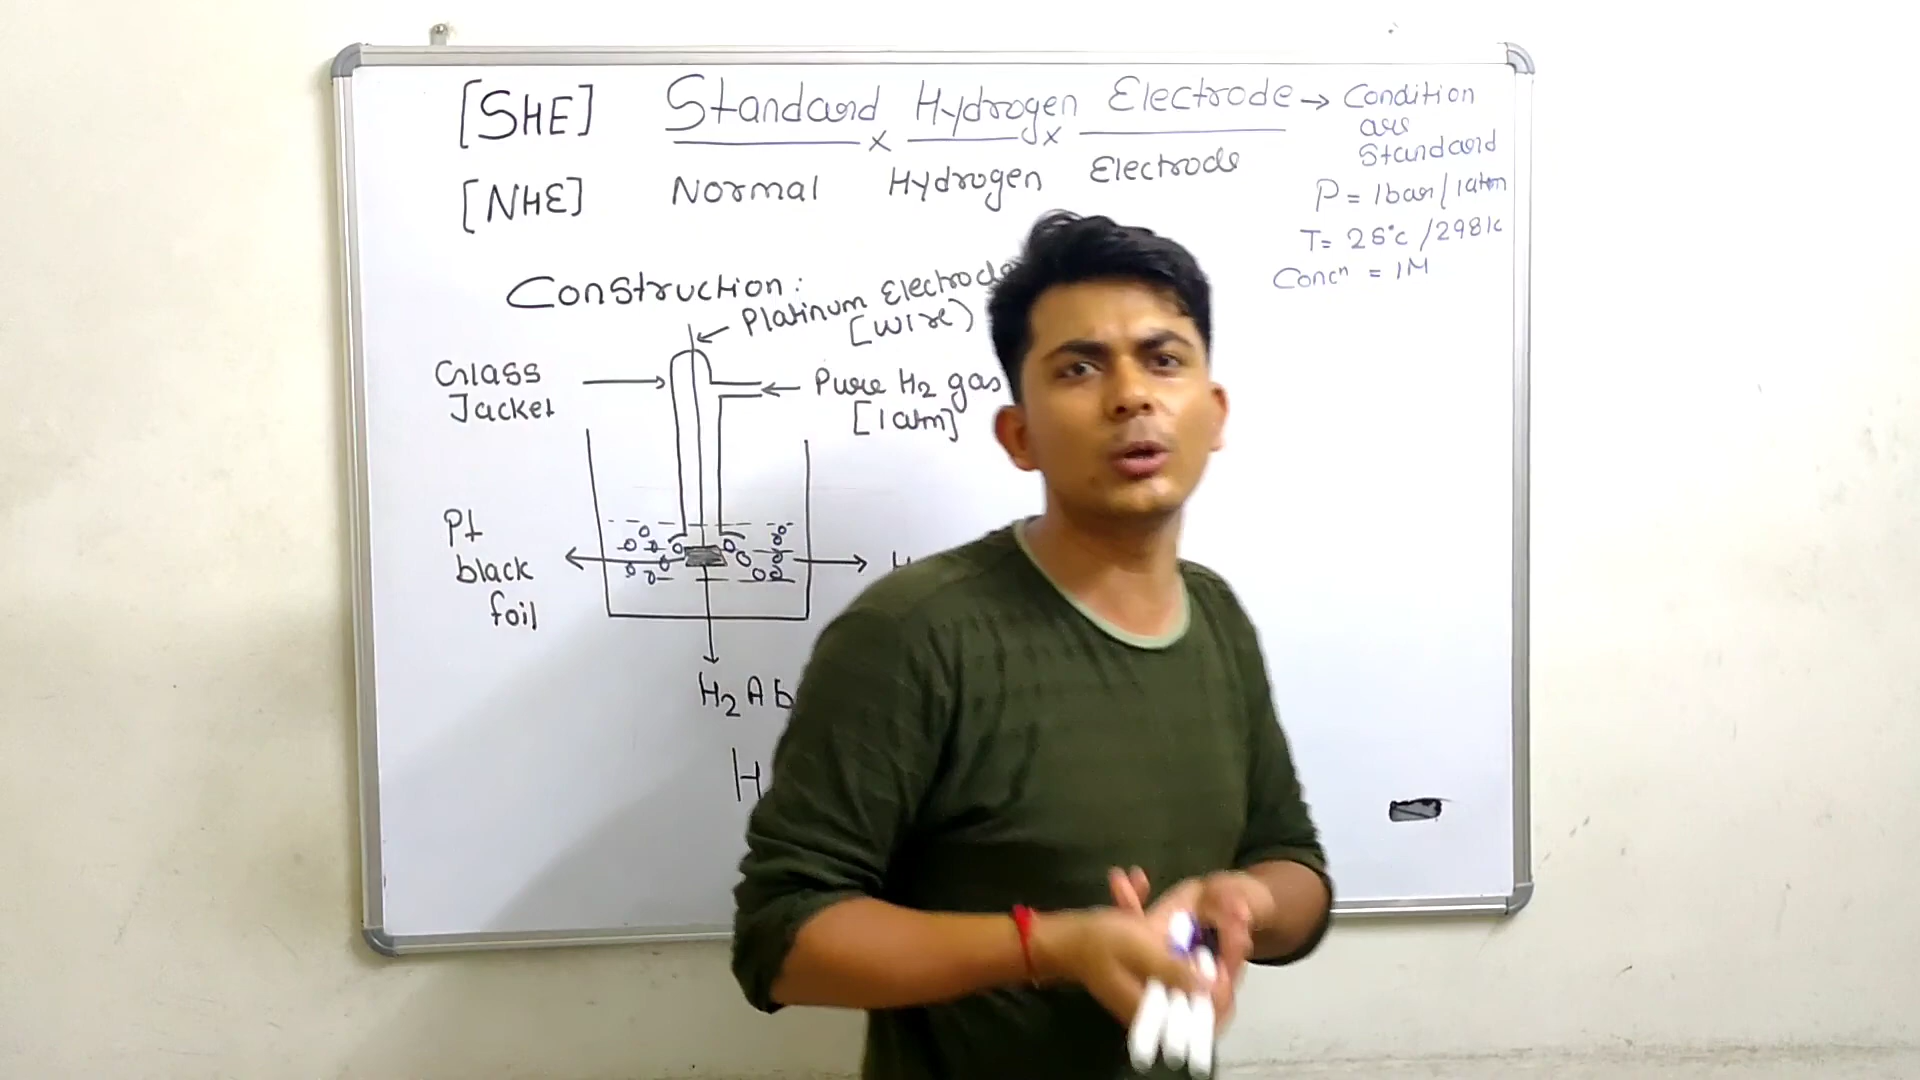 [SHE] Standard Hydrogen Electrode → Condition
are
Standard
[NHE] Normal Hydrogen Electrode
P = 1bar/1atm
T= 25°c /298K
Concn = 1M
Construction:
Platinum Electrode
[wire)
Glass
Jacket
Pure H2 gas
[1atm]
Pt
black
foil
H
H2 Ab
H